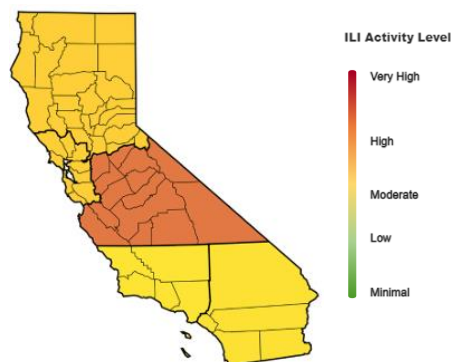 ILI Activity Level
Very High
High
Moderate
Low
Minimal